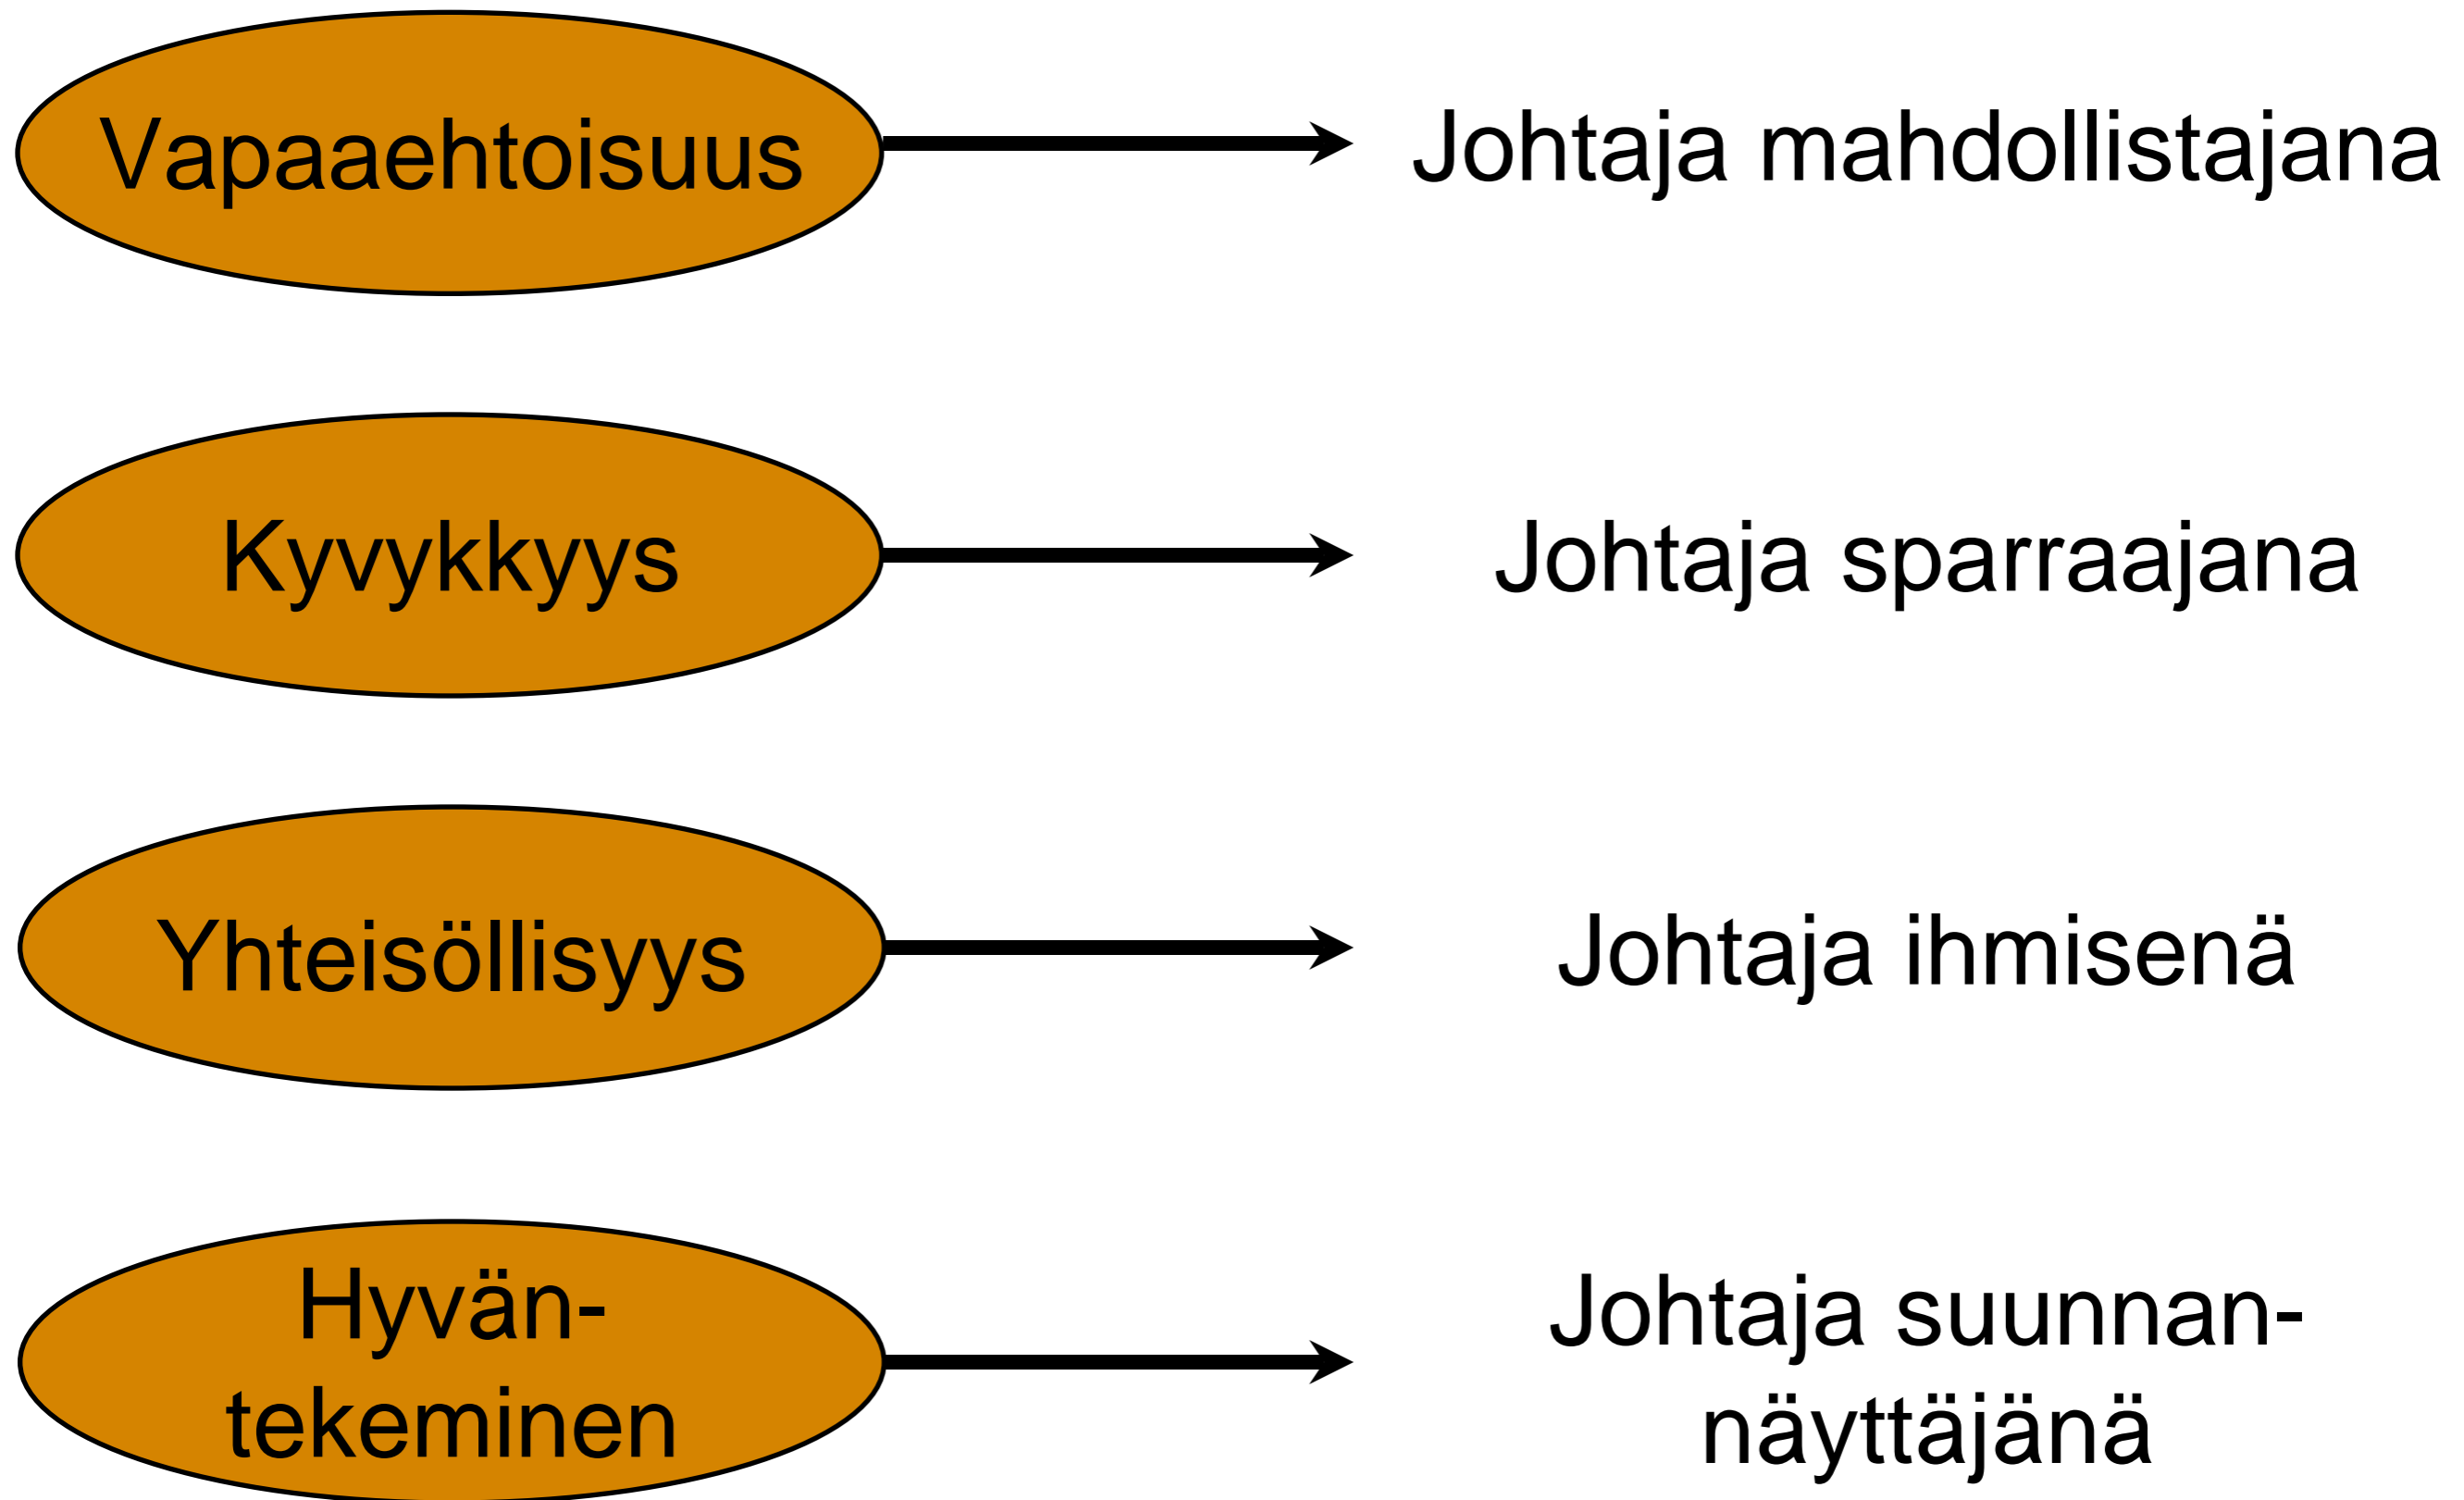 Vapaaehtoisuus
Johtaja mahdollistajana
Kyvykkyys
Johtaja sparraajana
Yhteisöllisyys
Johtaja ihmisenä
Hyvän-
tekeminen
Johtaja suunnan-
näyttäjänä